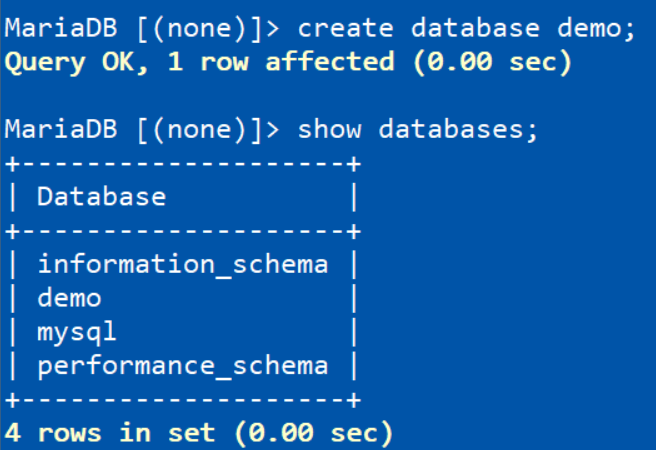 MariaDB [(none)]> create database demo;
Query OK, 1 row affected (0.00 sec)

MariaDB [(none)]> show databases;
+--------------------+
| Database           |
+--------------------+
| information_schema |
| demo               |
| mysql              |
| performance_schema |
+--------------------+
4 rows in set (0.00 sec)